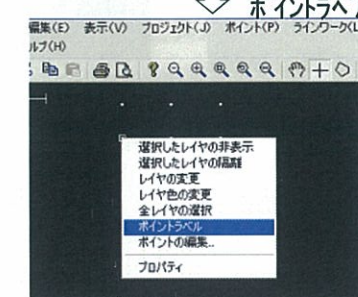 ポイントラベ
編集(E) 表示(V) プロジェクト(J) ポイント(P) ラインワーク(L
ルプ(H)
選択したレイヤの非表示
選択したレイヤの隔離
レイヤの変更
レイヤ色の変更
全レイヤの選択
ポイントラベル
ポイントの編集..
プロパティ